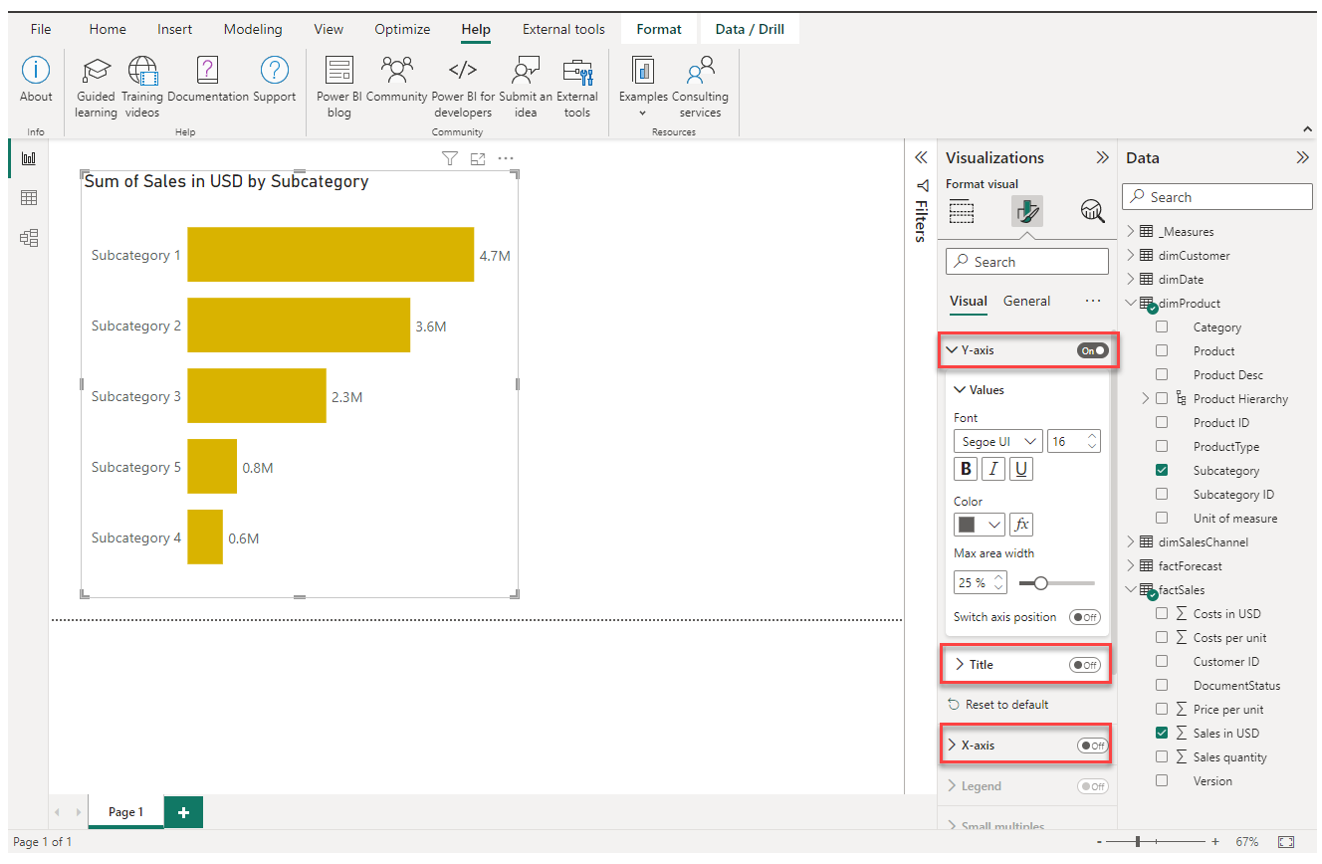 File Home Insert Modeling View Optimize Help External tools Format Data / Drill
About
Guided learning
Training videos
Documentation
Support
Power BI blog
Community
Power BI for developers
Submit an idea
External tools
Examples
Consulting services
Info
Help
Community
Resources
Sum of Sales in USD by Subcategory
Subcategory 1 4.7M
Subcategory 2 3.6M
Subcategory 3 2.3M
Subcategory 5 0.8M
Subcategory 4 0.6M
Filters
Visualizations
Format visual
Search
Visual General
Y-axis On
Values
Font
Segoe UI 16
B I U
Color
fx
Max area width
25 %
Switch axis position Off
Title Off
Reset to default
X-axis Off
Legend Off
Small multiples
Data
Search
_Measures
dimCustomer
dimDate
dimProduct
Category
Product
Product Desc
Product Hierarchy
Product ID
ProductType
Subcategory
Subcategory ID
Unit of measure
dimSalesChannel
factForecast
factSales
Σ Costs in USD
Σ Costs per unit
Customer ID
DocumentStatus
Σ Price per unit
Σ Sales in USD
Σ Sales quantity
Version
Page 1 +
Page 1 of 1
- + 67%